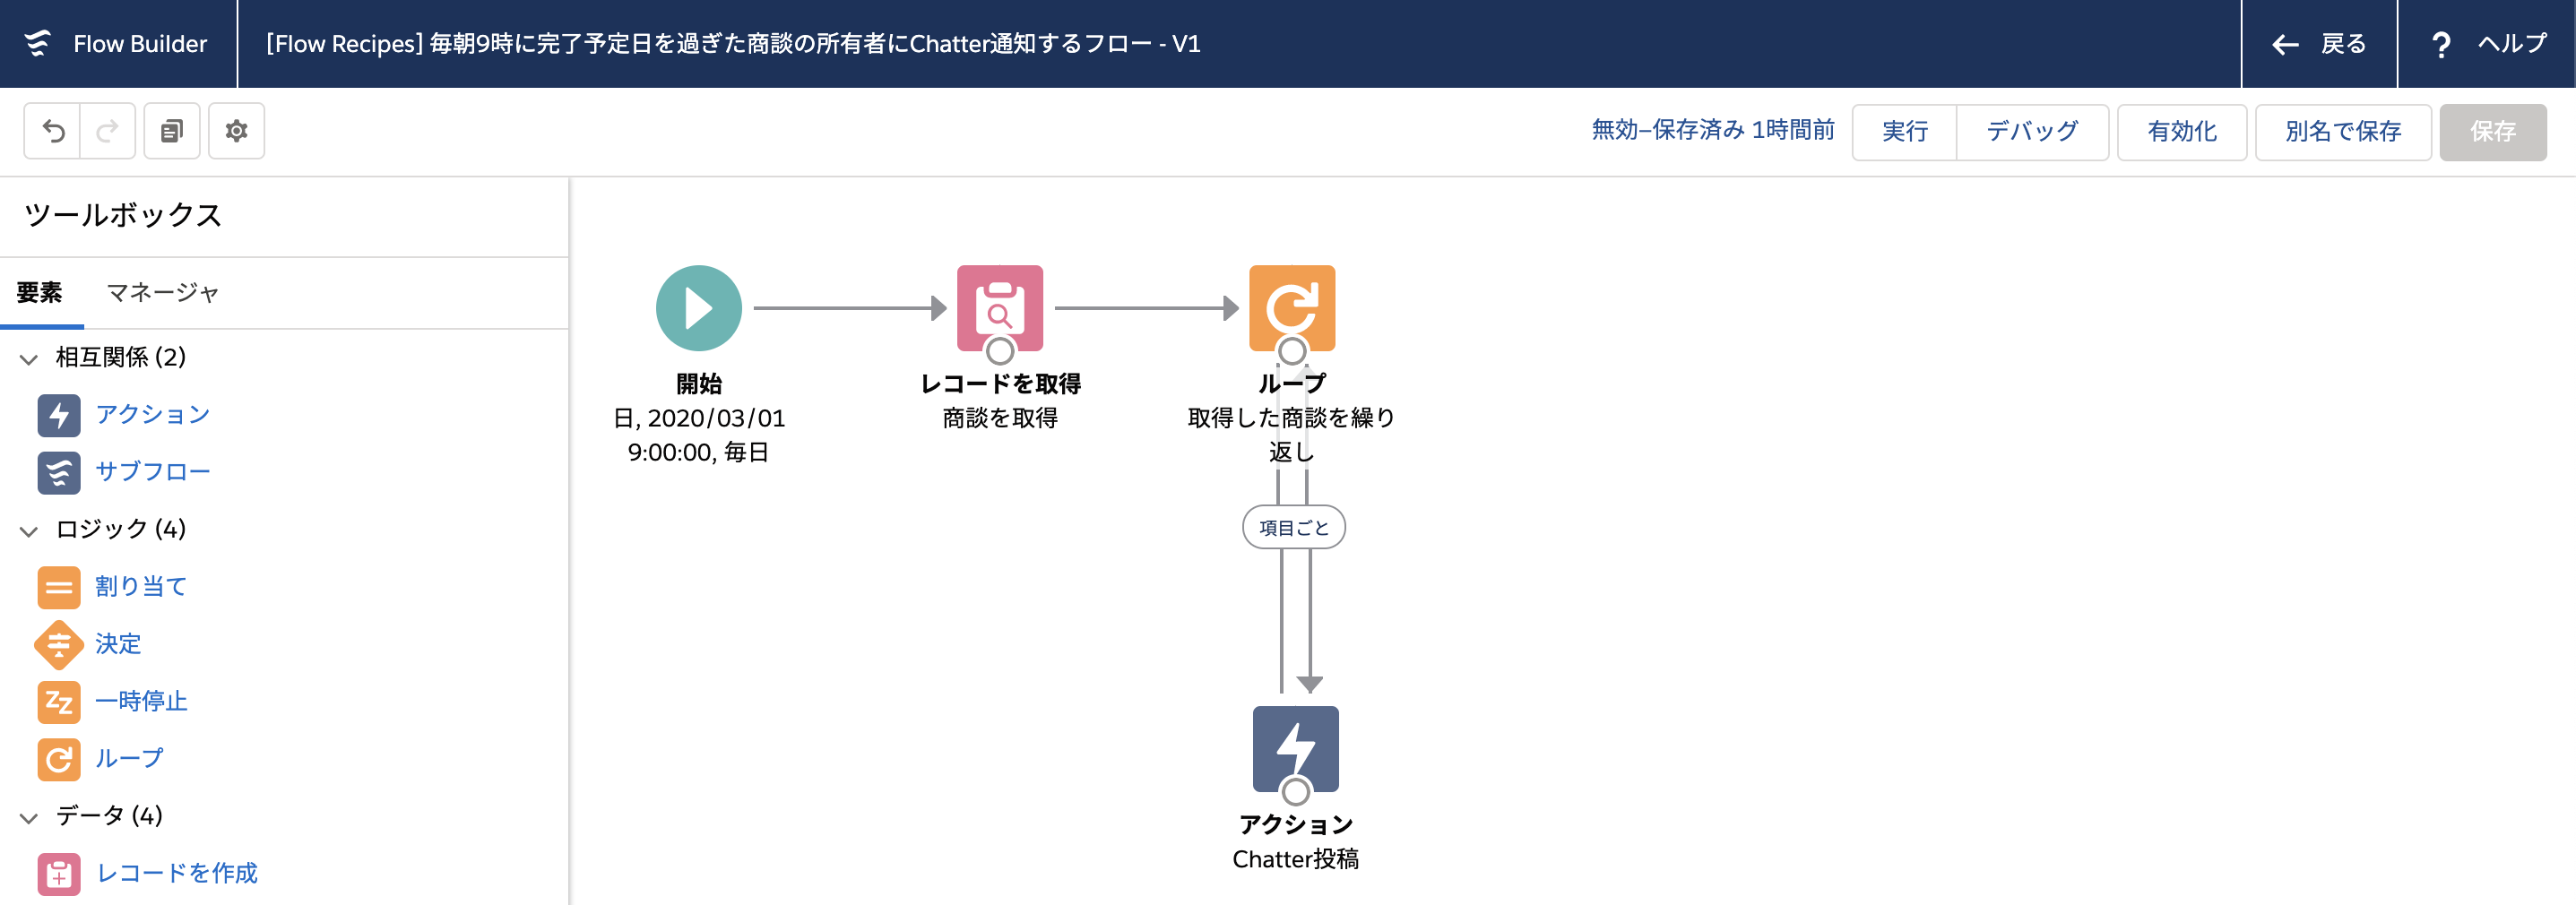 Flow Builder
[Flow Recipes] 毎朝9時に完了予定日を過ぎた商談の所有者にChatter通知するフロー - V1
戻る
? ヘルプ
無効–保存済み 1時間前
実行
デバッグ
有効化
別名で保存
保存
ツールボックス
要素
マネージャ
相互関係 (2)
アクション
サブフロー
ロジック (4)
割り当て
決定
一時停止
ループ
データ (4)
レコードを作成
開始
日, 2020/03/01
9:00:00, 毎日
レコードを取得
商談を取得
ループ
取得した商談を繰り
返し
項目ごと
アクション
Chatter投稿